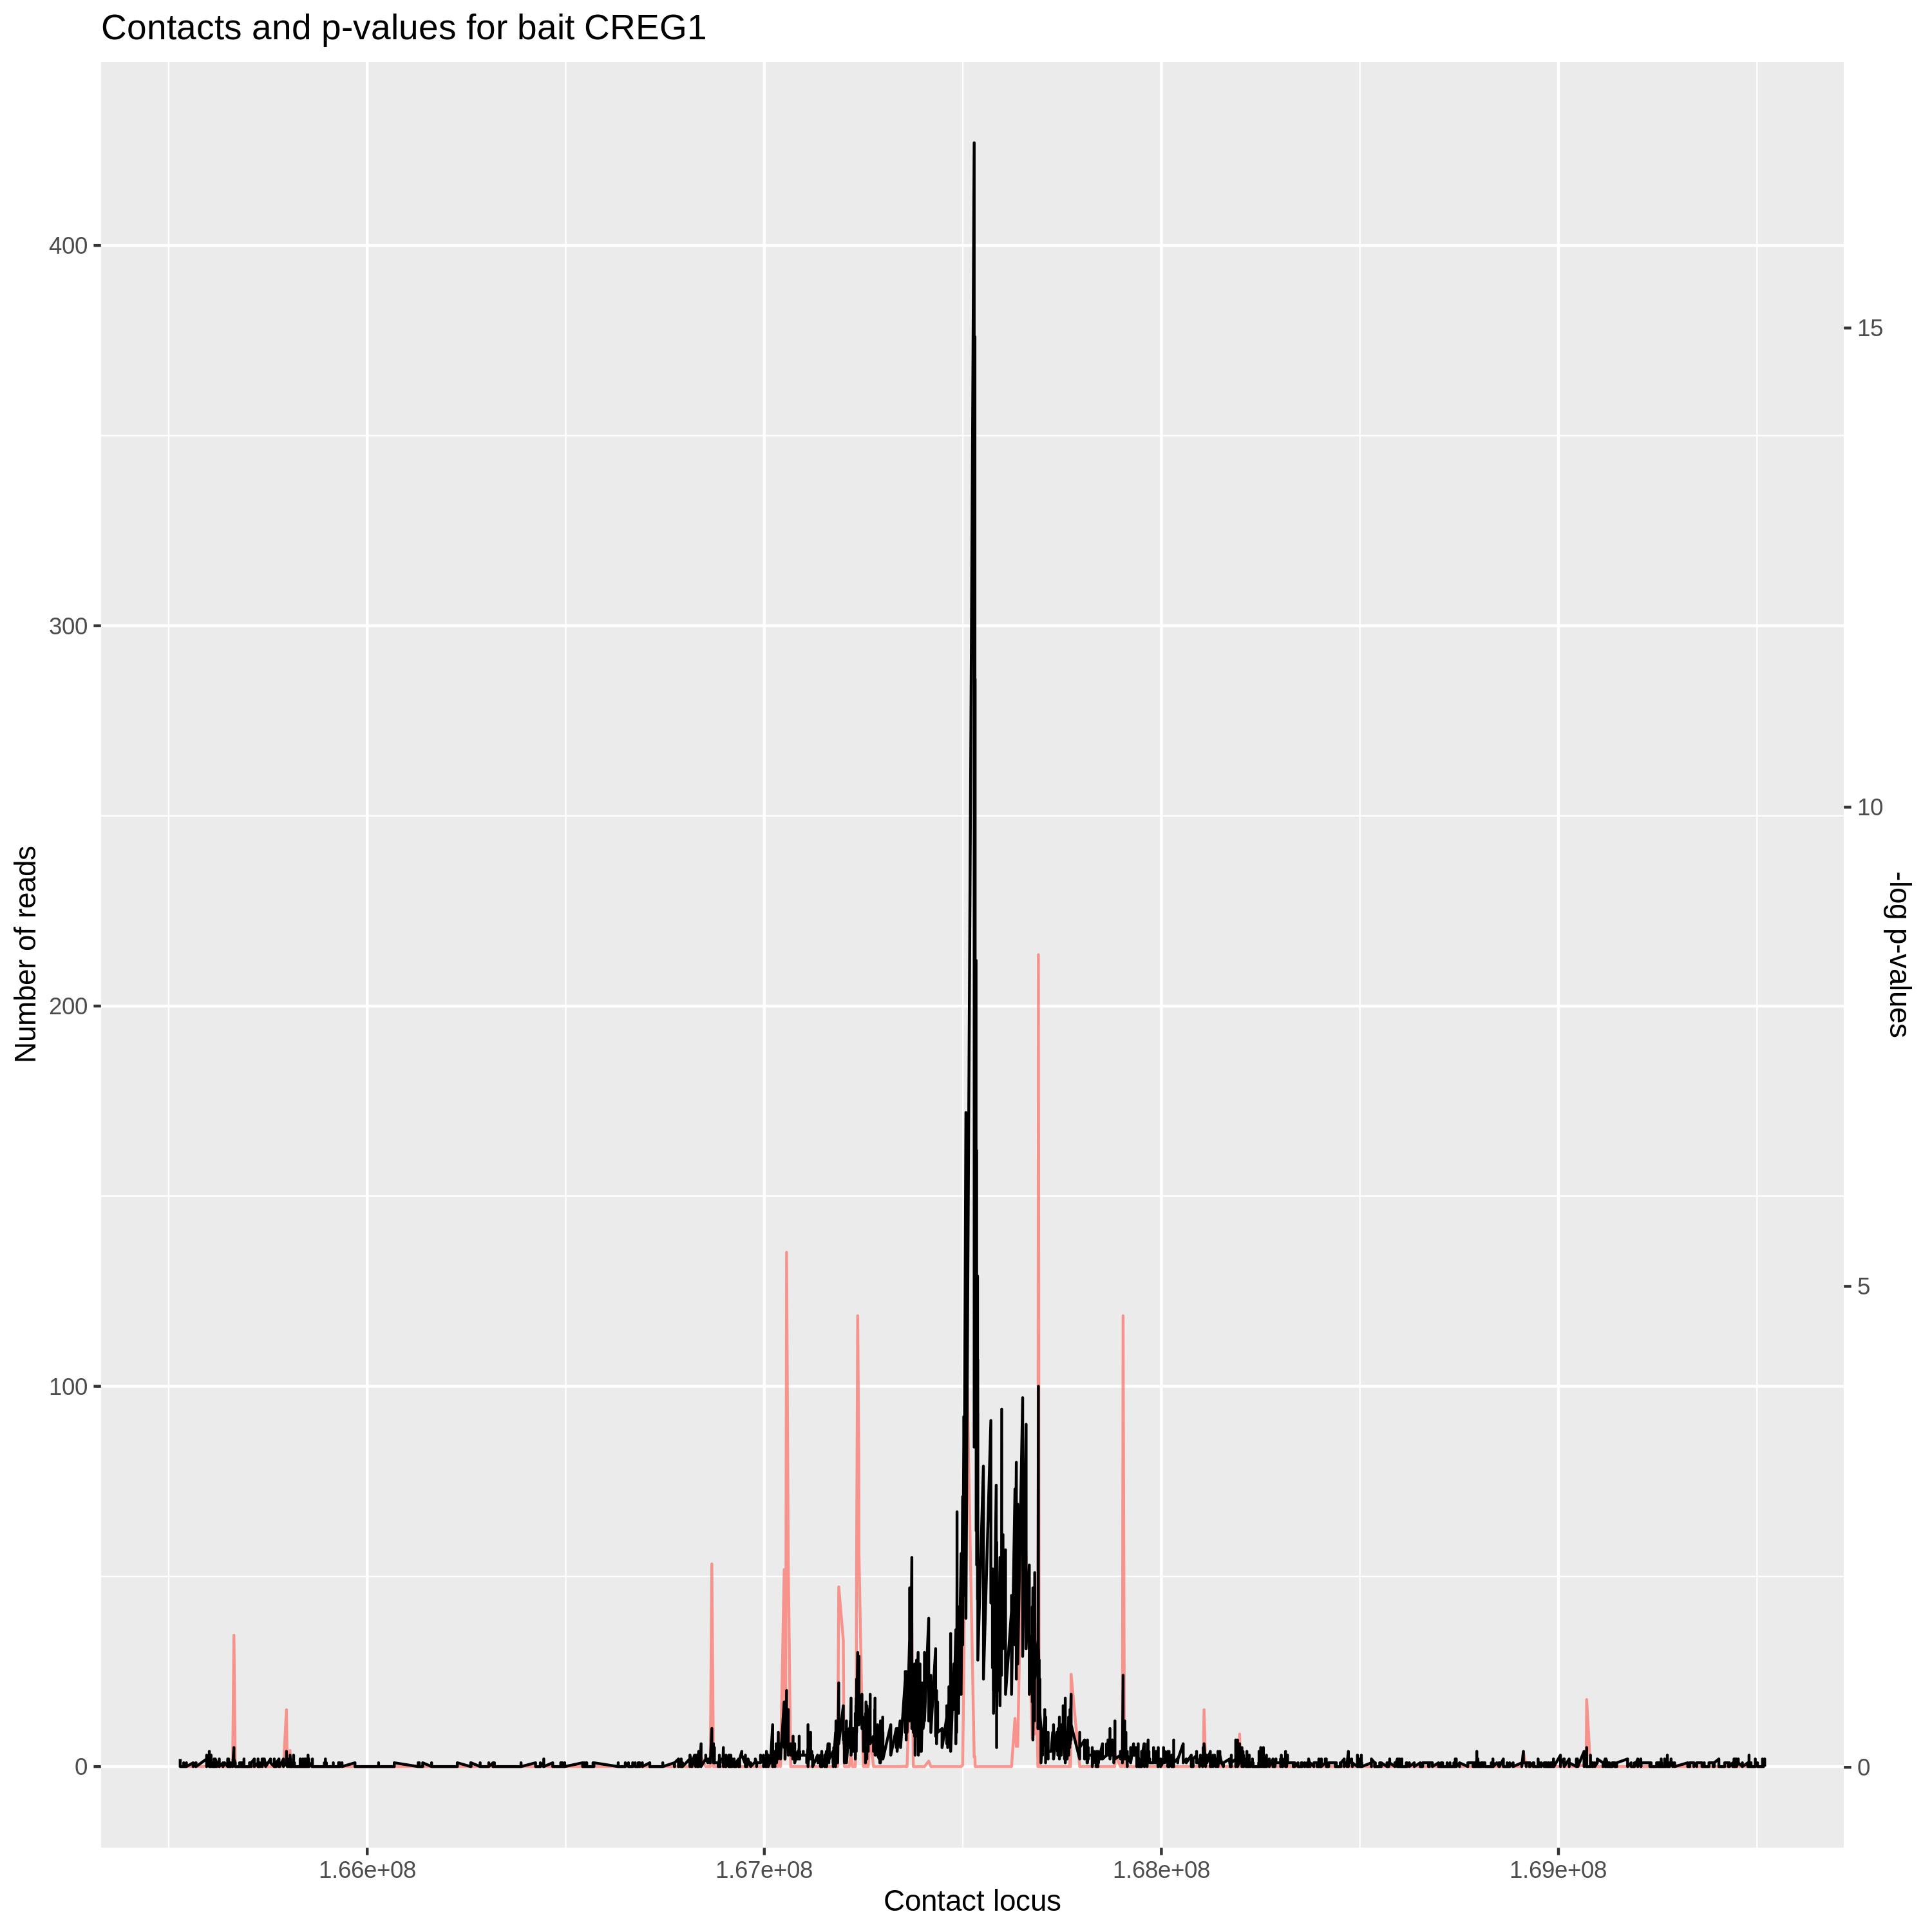 Contacts and p-values for bait CREG1
400
300
200
100
0
Number of reads
15
10
5
0
-log p-values
1.66e+08
1.67e+08
1.68e+08
1.69e+08
Contact locus